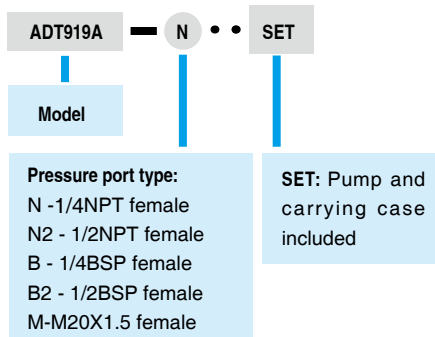 ADT919A — N • • SET
Model
Pressure port type:
N -1/4NPT female
N2 - 1/2NPT female
B - 1/4BSP female
B2 - 1/2BSP female
M-M20X1.5 female
SET: Pump and
carrying case
included